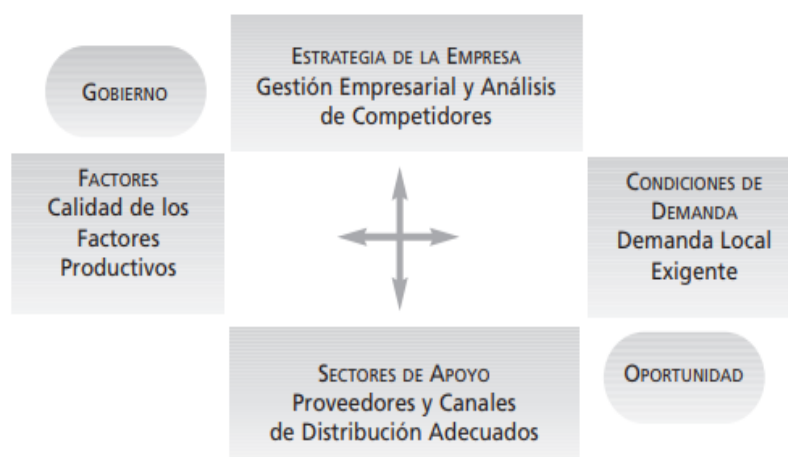 ESTRATEGIA DE LA EMPRESA
Gestión Empresarial y Análisis
de Competidores
GOBIERNO
FACTORES
Calidad de los
Factores
Productivos
CONDICIONES DE
DEMANDA
Demanda Local
Exigente
SECTORES DE APOYO
Proveedores y Canales
de Distribución Adecuados
OPORTUNIDAD